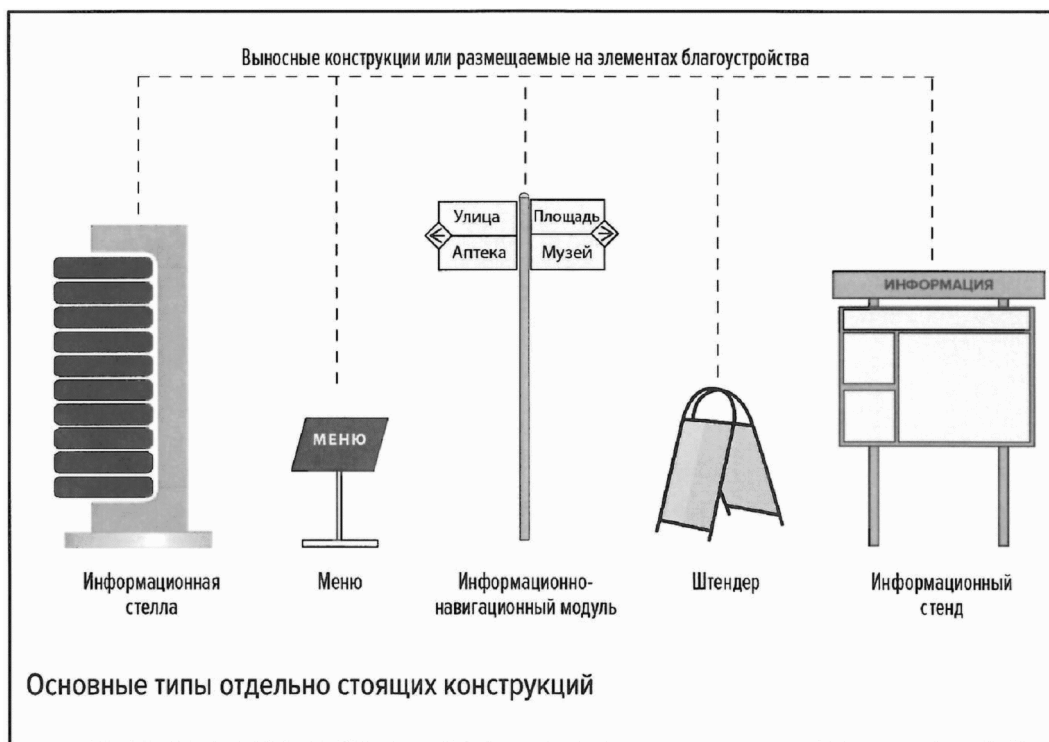 Выносные конструкции или размещаемые на элементах благоустройства
Улица
Площадь
Аптека
Музей
ИНФОРМАЦИЯ
МЕНЮ
Информационная
стелла
Меню
Информационно-
навигационный модуль
Штендер
Информационный
стенд
Основные типы отдельно стоящих конструкций